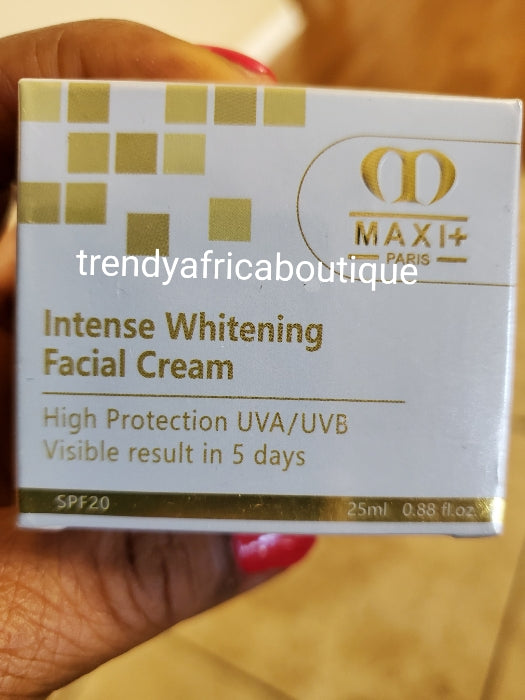 MAXI+
PARIS
trendyafricaboutique
Intense Whitening
Facial Cream
High Protection UVA/UVB
Visible result in 5 days
SPF20
25ml 0.88 fl.oz.